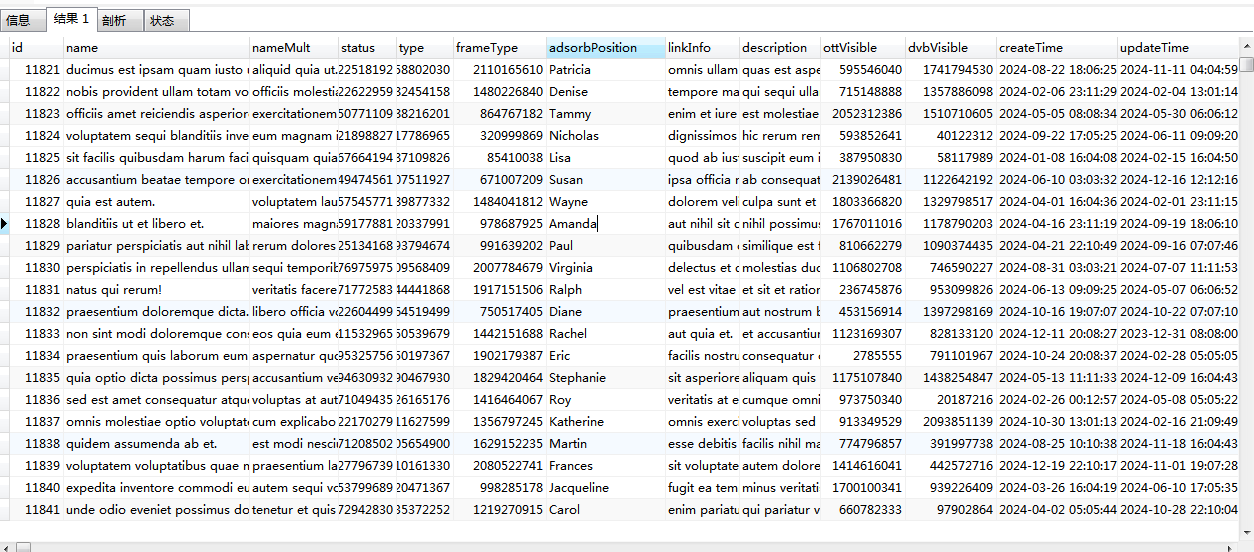 信息 结果 1 剖析 状态
id name nameMult status type frameType adsorbPosition linkInfo description ottVisible dvbVisible createTime updateTime
11821 ducimus est ipsam quam iusto aliquid quia ut. 22518192 58802030 2110165610 Patricia omnis ullam quas est aspe 595546040 1741794530 2024-08-22 18:06:25 2024-11-11 04:04:59
11822 nobis provident ullam totam vo officiis molesti 22622959 32454158 1480226840 Denise tempore ma qui sequi ulla 715148888 1357886098 2024-02-06 23:11:29 2024-02-04 13:01:14
11823 officiis amet reiciendis asperior exercitationem 50771109 38216201 864767182 Tammy enim et iure est molestiae 2052312386 1510710605 2024-05-05 08:08:34 2024-05-30 06:06:12
11824 voluptatem sequi blanditiis inve eum magnam 21898827 17786965 320999869 Nicholas dignissimos hic rerum rem 593852641 40122312 2024-09-22 17:05:25 2024-06-11 09:09:20
11825 sit facilis quibusdam harum faci quisquam quia 67664194 37109826 85410038 Lisa quod ab ius suscipit eum i 387950830 58117989 2024-01-08 16:04:08 2024-02-15 16:04:50
11826 accusantium beatae tempore exercitationem 49474561 07511927 671007209 Susan ipsa officia ab consequat 2139026481 1122642192 2024-06-10 03:03:32 2024-12-16 12:12:16
11827 quia est autem. voluptatem lau 57545771 39877332 1484041812 Wayne dolorem vel culpa sunt et 1803366820 1329798517 2024-04-01 16:04:36 2024-02-01 23:11:15
11828 blanditiis ut et libero et. maiores magn 59177881 20337991 978687925 Amanda aut nihil sit nihil possimus 1767011016 1178790203 2024-04-16 23:11:19 2024-09-19 18:06:10
11829 pariatur perspiciatis aut nihil lab rerum dolores 25134168 93794674 991639202 Paul quibusdam similique est 810662279 1090374435 2024-04-21 22:10:49 2024-09-16 07:07:46
11830 perspiciatis in repellendus ullam sequi temporib 76975975 09568409 2007784679 Virginia delectus et molestias duc 1106802708 746590227 2024-08-31 03:03:21 2024-07-07 11:11:53
11831 natus qui rerum! veritatis facere 71772583 44441868 1917151506 Ralph vel est vitae et sit et ration 236745876 953099826 2024-06-13 09:09:25 2024-05-07 06:06:52
11832 praesentium doloremque dicta. libero officia 22604499 54519499 750517405 Diane praesentium aut nostrum 453156914 1397298169 2024-10-16 19:07:07 2024-10-22 07:07:10
11833 non sint modi doloremque con eos quia eum 11532965 50539679 1442151688 Rachel aut quia et. et accusantiu 1123169307 828133120 2024-12-11 20:08:27 2023-12-31 08:08:00
11834 praesentium quis laborum eum aspernatur qu 95325756 50197367 1902179387 Eric facilis nostru consequatur 2785555 791101967 2024-10-24 20:08:37 2024-02-28 05:05:05
11835 quia optio dicta possimus persp accusantium ve 94630932 90467930 1829420464 Stephanie sit asperiore aliquam quis 1175107840 1438254847 2024-05-13 11:11:33 2024-12-09 16:04:43
11836 sed est amet consequatur atqu voluptas at aut 71049435 26165176 1416464067 Roy veritatis at e cumque omni 973750340 20187216 2024-02-26 00:12:57 2024-05-08 05:05:22
11837 omnis molestiae optio voluptat cum explicabo 22170279 11627599 1356797245 Katherine omnis exerc voluptas sed 913349529 2093851139 2024-10-30 13:01:13 2024-02-16 21:09:49
11838 quidem assumenda ab et. est modi nesci 71208502 05654900 1629152235 Martin esse debitis facilis nihil ma 774796857 391997738 2024-08-25 10:10:38 2024-11-18 16:04:43
11839 voluptatem voluptatibus quae praesentium la 27796739 10161330 2080522741 Frances sit voluptate autem dolore 1414616041 442572716 2024-12-19 22:10:17 2024-11-01 19:07:28
11840 expedita inventore commodi eu autem sequi 53799689 20471367 998285178 Jacqueline fugit ea tem minus veritati 1700100341 939226409 2024-03-26 16:04:19 2024-06-10 17:05:35
11841 unde odio eveniet possimus do tenetur et quis 72942830 35372252 1219270915 Carol enim pariatu qui pariatur v 660782333 97902864 2024-04-02 05:05:44 2024-10-28 22:10:04